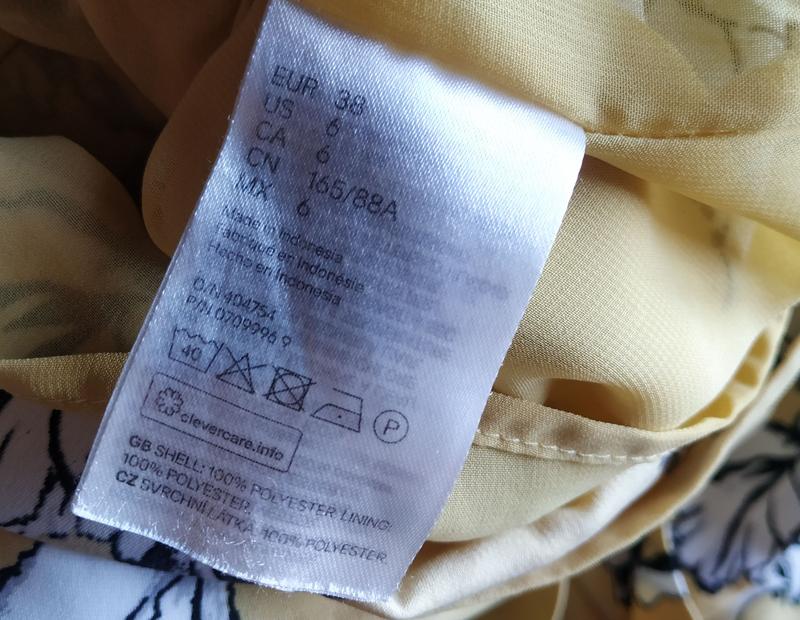 EUR 38
US 6
CA 6
CN 165/88A
MX 6
Made in Indonesia
Fabriqué en Indonésie
Hecho en Indonesia
O/N 404754
P/N 0709996 9
40
P
clevercare.info
GB SHELL: 100% POLYESTER LINING:
100% POLYESTER
CZ SVRCHNÍ LÁTKA: 100% POLYESTER